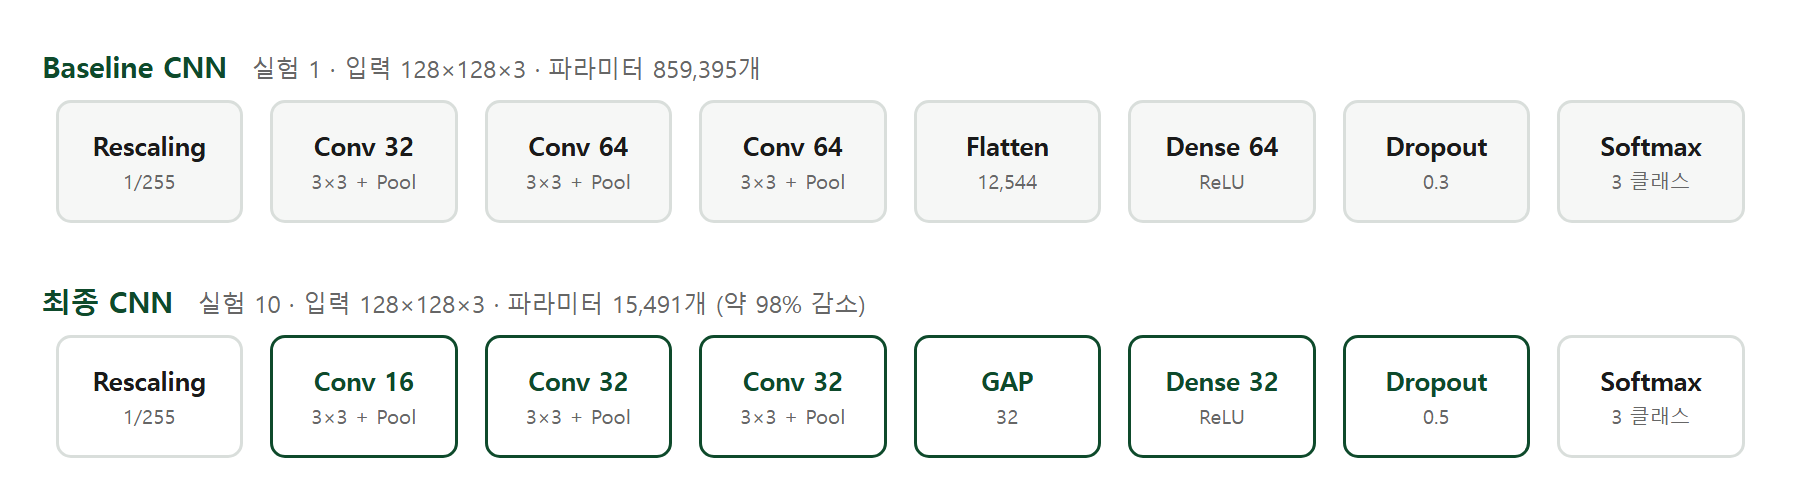 Baseline CNN 실험 1 · 입력 128×128×3 · 파라미터 859,395개
Rescaling Conv 32 Conv 64 Conv 64 Flatten Dense 64 Dropout Softmax
1/255 3×3 + Pool 3×3 + Pool 3×3 + Pool 12,544 ReLU 0.3 3 클래스
최종 CNN 실험 10 · 입력 128×128×3 · 파라미터 15,491개 (약 98% 감소)
Rescaling Conv 16 Conv 32 Conv 32 GAP Dense 32 Dropout Softmax
1/255 3×3 + Pool 3×3 + Pool 3×3 + Pool 32 ReLU 0.5 3 클래스